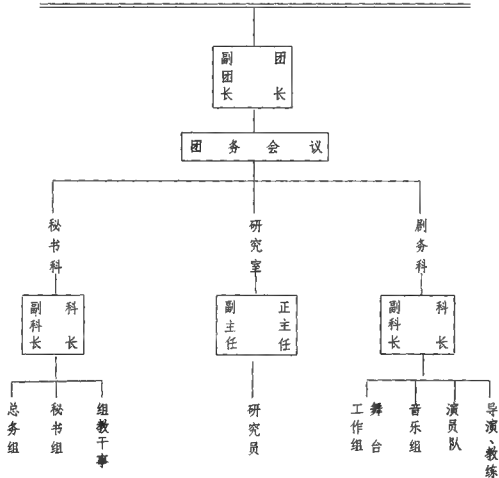 团长
副团长
团务会议
秘书科
研究室
剧务科
科长
副科长
正主任
副主任
科长
副科长
总务组
秘书组
组教干事
研究员
舞台工作组
音乐组
演员队
导演、教练